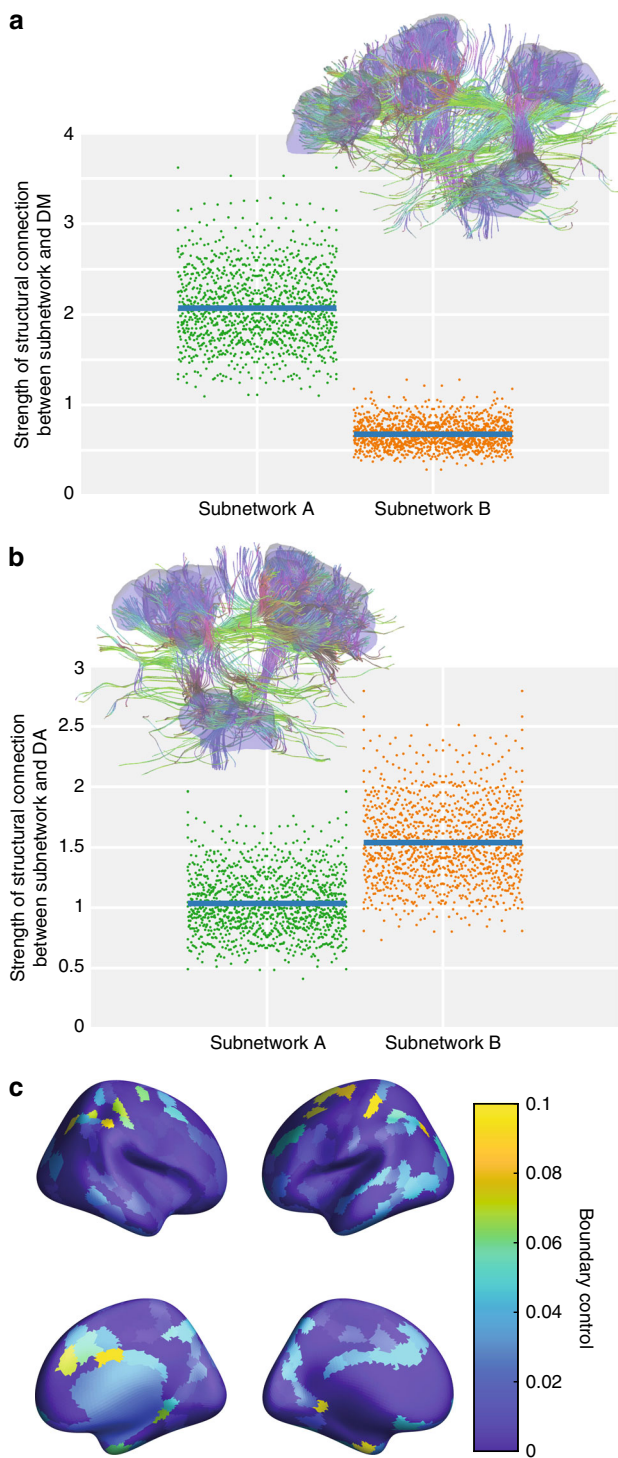 a
4
3
2
1
0
Strength of structural connection
between subnetwork and DM
Subnetwork A
Subnetwork B
b
3
2.5
2
1.5
1
0.5
0
Strength of structural connection
between subnetwork and DA
Subnetwork A
Subnetwork B
c
0.1
0.08
0.06
0.04
0.02
0
Boundary control